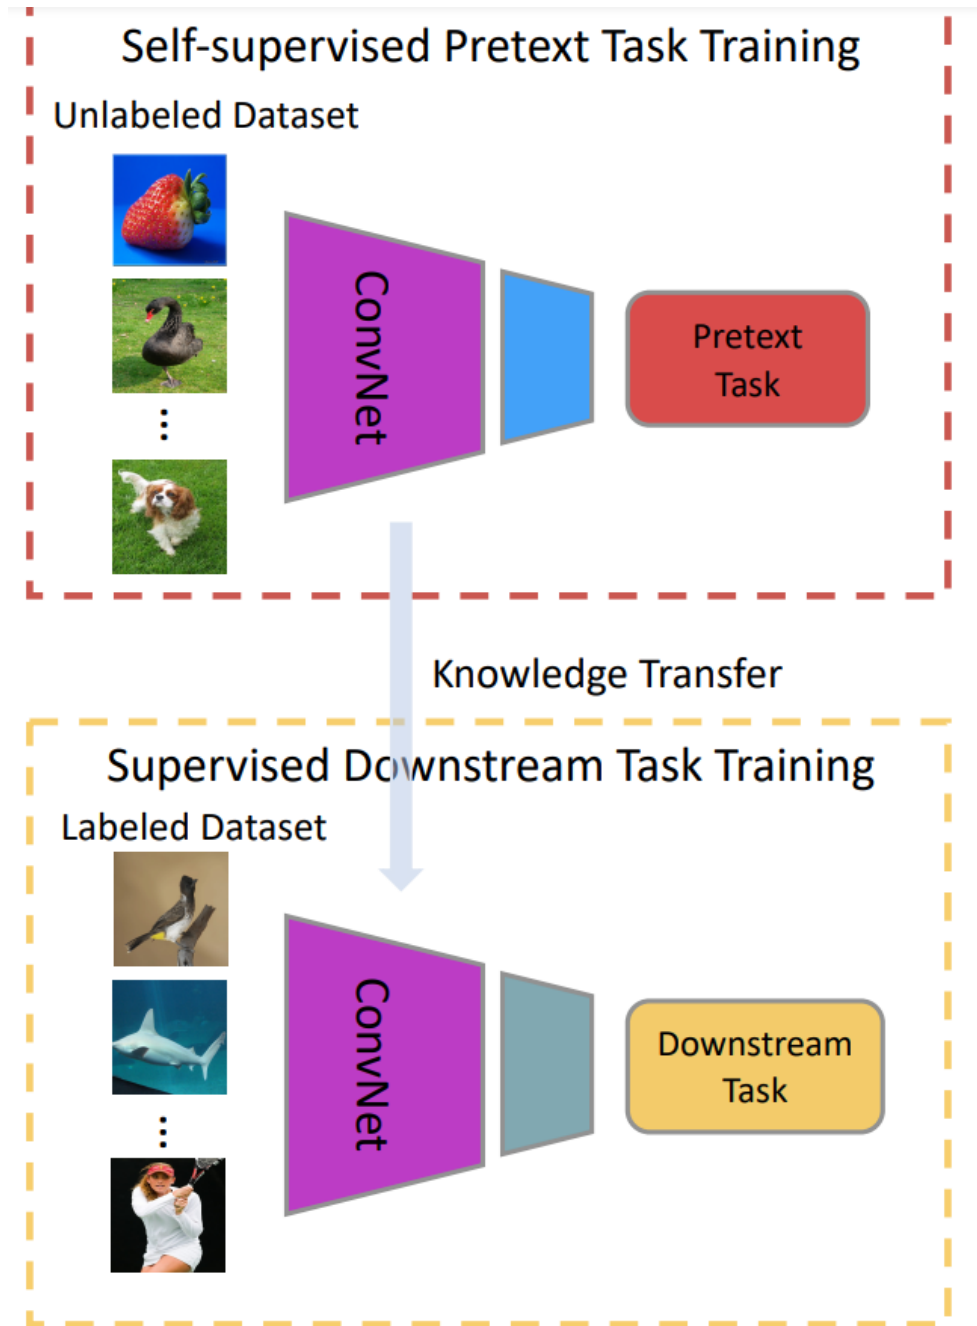 Self-supervised Pretext Task Training
Unlabeled Dataset
ConvNet
Pretext
Task
Knowledge Transfer
Supervised Downstream Task Training
Labeled Dataset
ConvNet
Downstream
Task